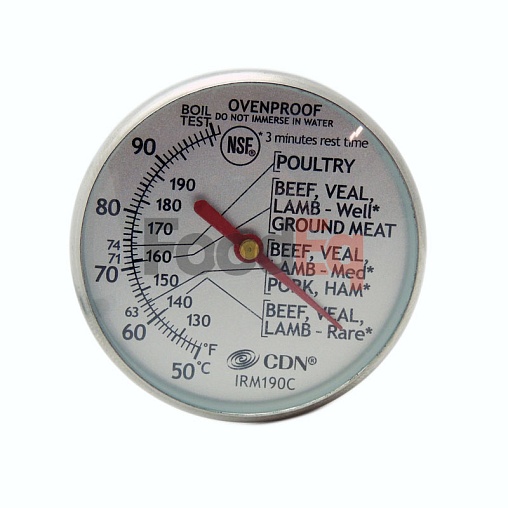 BOIL
TEST
OVENPROOF
DO NOT IMMERSE IN WATER
NSF®
* 3 minutes rest time
POULTRY
BEEF, VEAL,
LAMB - Well*
GROUND MEAT
BEEF, VEAL,
LAMB - Med*
PORK, HAM*
BEEF, VEAL,
LAMB - Rare*
90
80
74
71
70
63
60
50°C
190
180
170
160
150
140
130
°F
CDN®
IRM190C
FoodEq